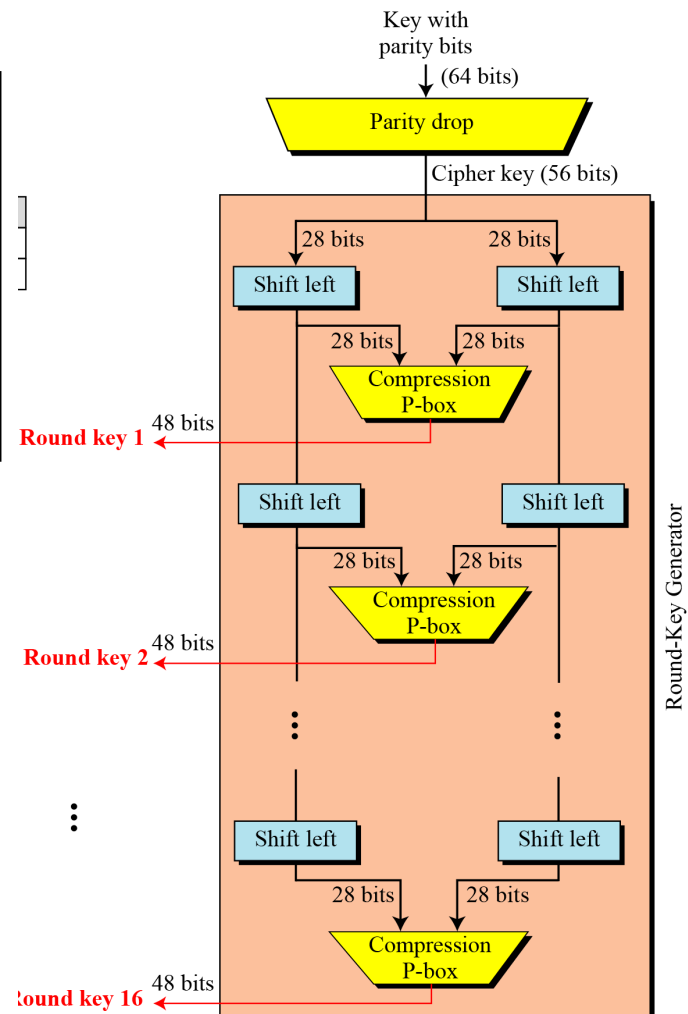 Key with
parity bits
(64 bits)
Parity drop
Cipher key (56 bits)
28 bits 28 bits
Shift left Shift left
28 bits 28 bits
Compression
P-box
48 bits
Round key 1
Shift left Shift left
28 bits 28 bits
Compression
P-box
48 bits
Round key 2
Round-Key Generator
Shift left Shift left
28 bits 28 bits
Compression
P-box
48 bits
Round key 16